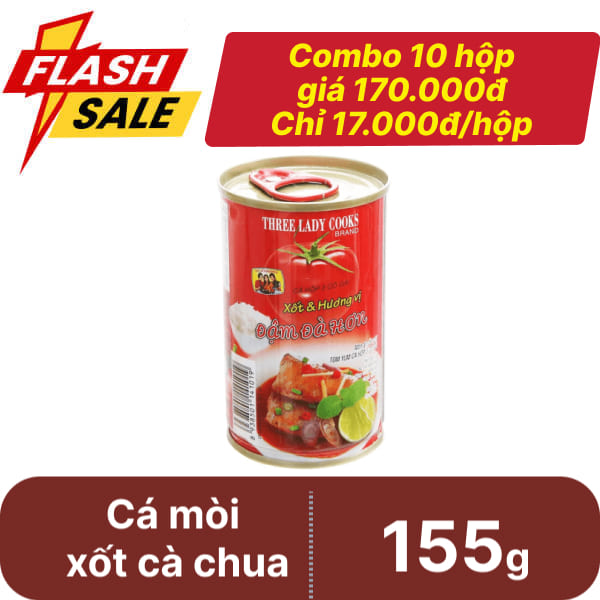 FLASH
SALE
Combo 10 hộp
giá 170.000đ
Chỉ 17.000đ/hộp
THREE LADY COOKS
BRAND
Xốt & Hương vị
Đậm Đà Hơn
Cá mòi
xốt cà chua
155g